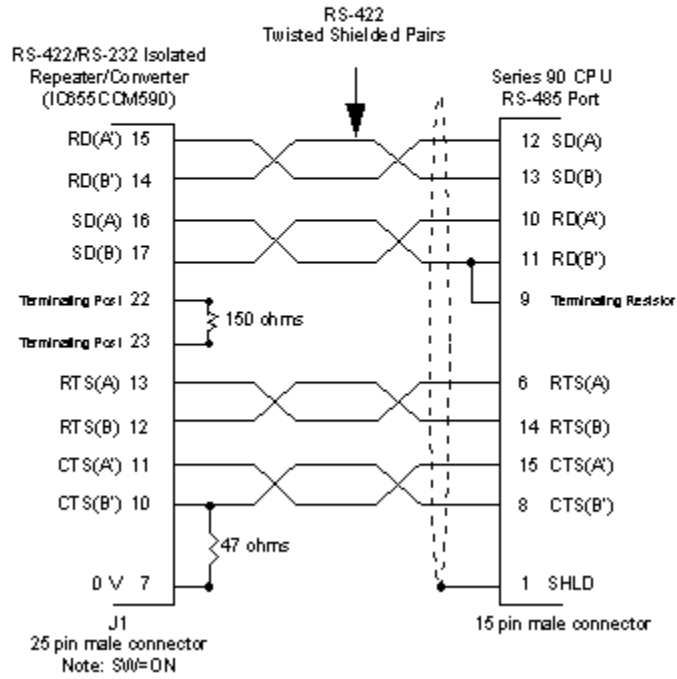 RS-422
Twisted Shielded Pairs
RS-422/RS-232 Isolated
Repeater/Converter
(IC655CCM590)
Series 90 CPU
RS-485 Port
RD(A') 15
12 SD(A)
RD(B') 14
13 SD(B)
SD(A) 16
10 RD(A')
SD(B) 17
11 RD(B')
Terminating Post 22
9 Terminating Resistor
150 ohms
Terminating Post 23
RTS(A) 13
6 RTS(A)
RTS(B) 12
14 RTS(B)
CTS(A') 11
15 CTS(A')
CTS(B') 10
8 CTS(B')
47 ohms
0 V 7
1 SHLD
J1
25 pin male connector
Note: SW=ON
15 pin male connector